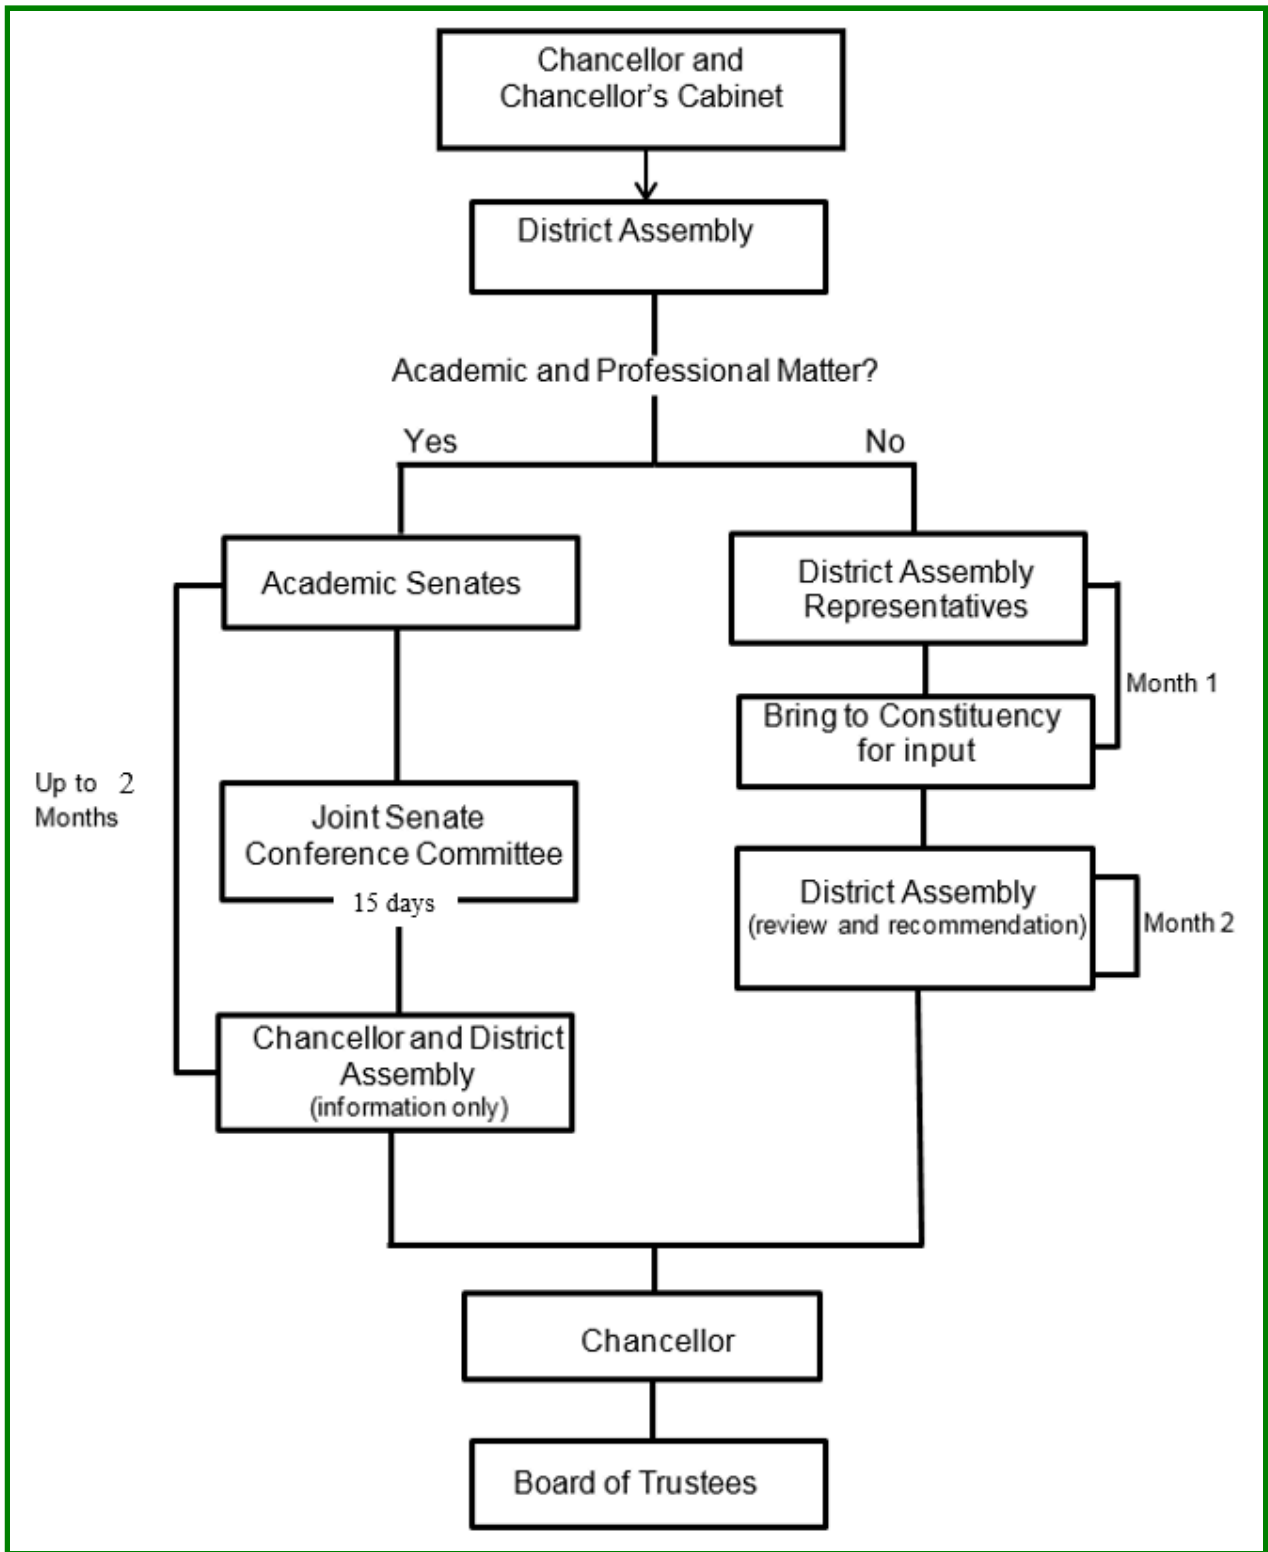 Chancellor and
Chancellor’s Cabinet
District Assembly
Academic and Professional Matter?
Yes
No
Academic Senates
District Assembly
Representatives
Month 1
Bring to Constituency
for input
Up to 2
Months
Joint Senate
Conference Committee
15 days
District Assembly
(review and recommendation)
Month 2
Chancellor and District
Assembly
(information only)
Chancellor
Board of Trustees